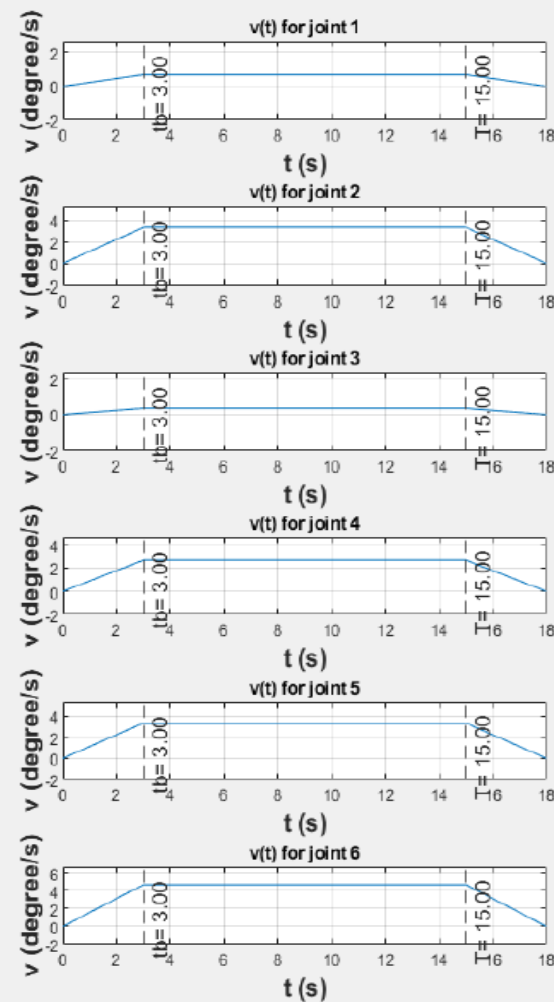 v(t) for joint 1
v (degree/s)
2
0
-2
tb= 3.00
T= 15.00
0 2 4 6 8 10 12 14 16 18
t (s)
v(t) for joint 2
v (degree/s)
4
2
0
-2
tb= 3.00
T= 15.00
0 2 4 6 8 10 12 14 16 18
t (s)
v(t) for joint 3
v (degree/s)
2
0
-2
tb= 3.00
T= 15.00
0 2 4 6 8 10 12 14 16 18
t (s)
v(t) for joint 4
v (degree/s)
4
2
0
-2
tb= 3.00
T= 15.00
0 2 4 6 8 10 12 14 16 18
t (s)
v(t) for joint 5
v (degree/s)
4
2
0
-2
tb= 3.00
T= 15.00
0 2 4 6 8 10 12 14 16 18
t (s)
v(t) for joint 6
v (degree/s)
6
4
2
0
-2
tb= 3.00
T= 15.00
0 2 4 6 8 10 12 14 16 18
t (s)